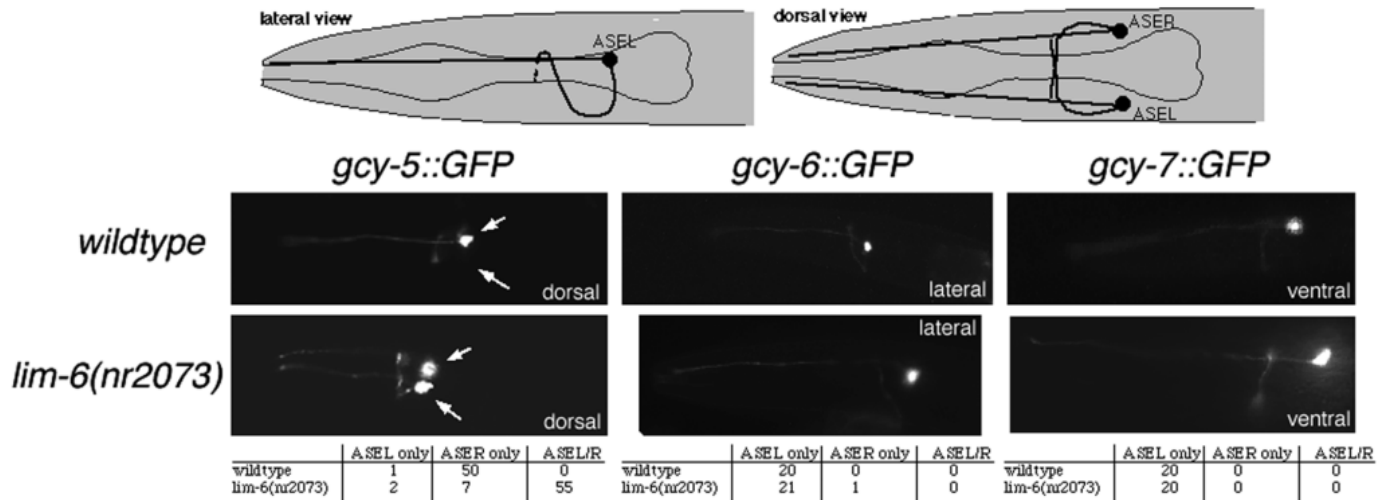 lateral view
ASEL
dorsal view
ASER
ASEL
gcy-5::GFP gcy-6::GFP gcy-7::GFP
wildtype
dorsal
lateral
ventral
lim-6(nr2073)
dorsal
lateral
ventral
ASEL only ASER only ASEL/R
wildtype 1 50 0
lim-6(nr2073) 2 7 55
ASEL only ASER only ASEL/R
wildtype 20 0 0
lim-6(nr2073) 21 1 0
ASEL only ASER only ASEL/R
wildtype 20 0 0
lim-6(nr2073) 20 0 0